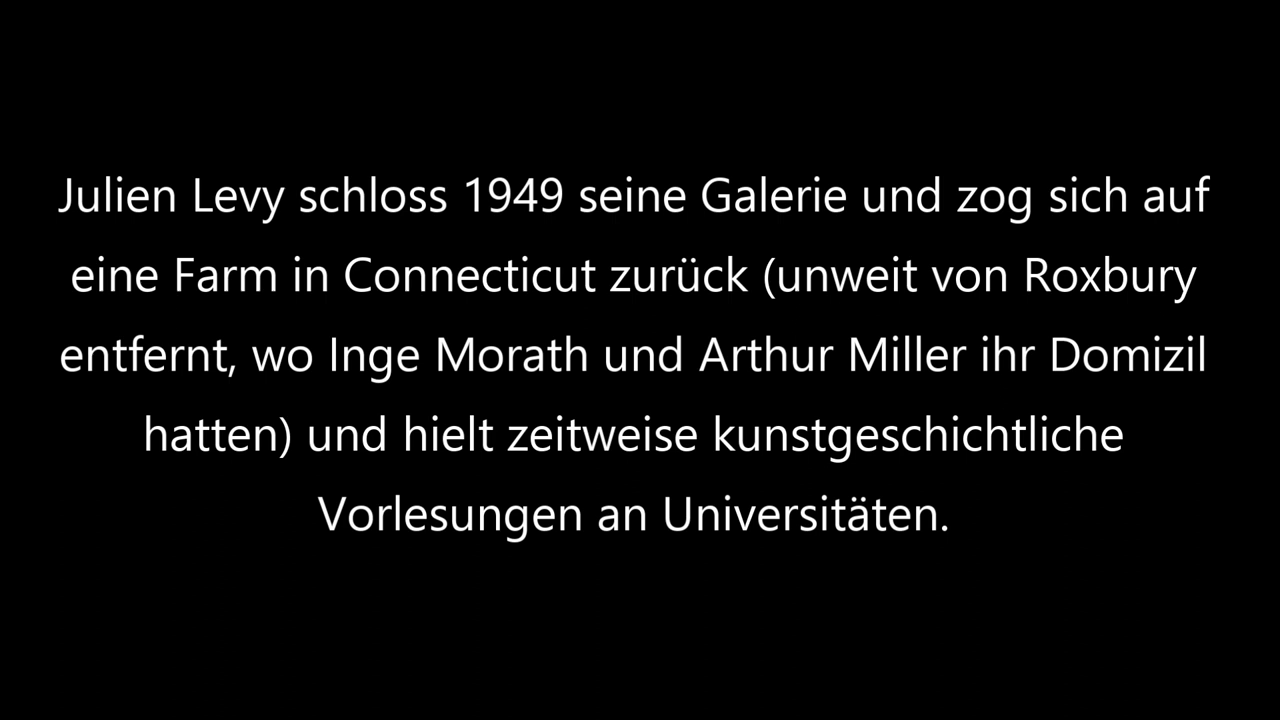 Julien Levy schloss 1949 seine Galerie und zog sich auf
eine Farm in Connecticut zurück (unweit von Roxbury
entfernt, wo Inge Morath und Arthur Miller ihr Domizil
hatten) und hielt zeitweise kunstgeschichtliche
Vorlesungen an Universitäten.